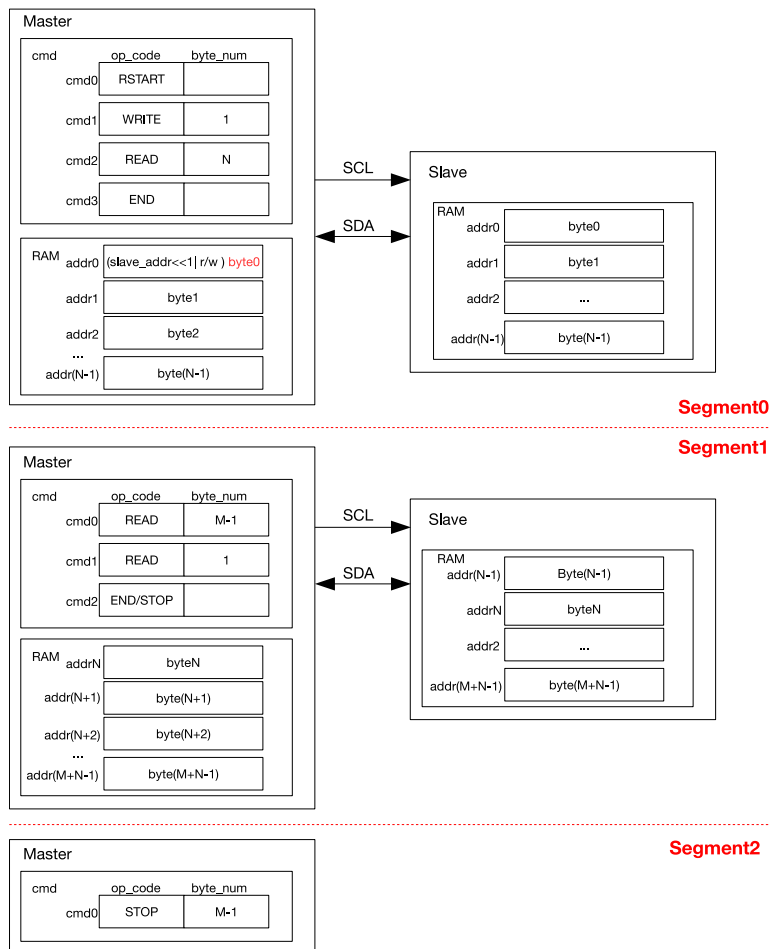 Master
cmd op_code byte_num
cmd0 RSTART
cmd1 WRITE 1
cmd2 READ N
cmd3 END
RAM addr0 (slave_addr<<1| r/w ) byte0
addr1 byte1
addr2 byte2
...
addr(N-1) byte(N-1)
SCL
SDA
Slave
RAM
addr0 byte0
addr1 byte1
addr2 ...
addr(N-1) byte(N-1)
Segment0
Segment1
Master
cmd op_code byte_num
cmd0 READ M-1
cmd1 READ 1
cmd2 END/STOP
RAM addrN byteN
addr(N+1) byte(N+1)
addr(N+2) byte(N+2)
...
addr(M+N-1) byte(M+N-1)
SCL
SDA
Slave
RAM
addr(N-1) Byte(N-1)
addrN byteN
addr2 ...
addr(M+N-1) byte(M+N-1)
Segment2
Master
cmd op_code byte_num
cmd0 STOP M-1